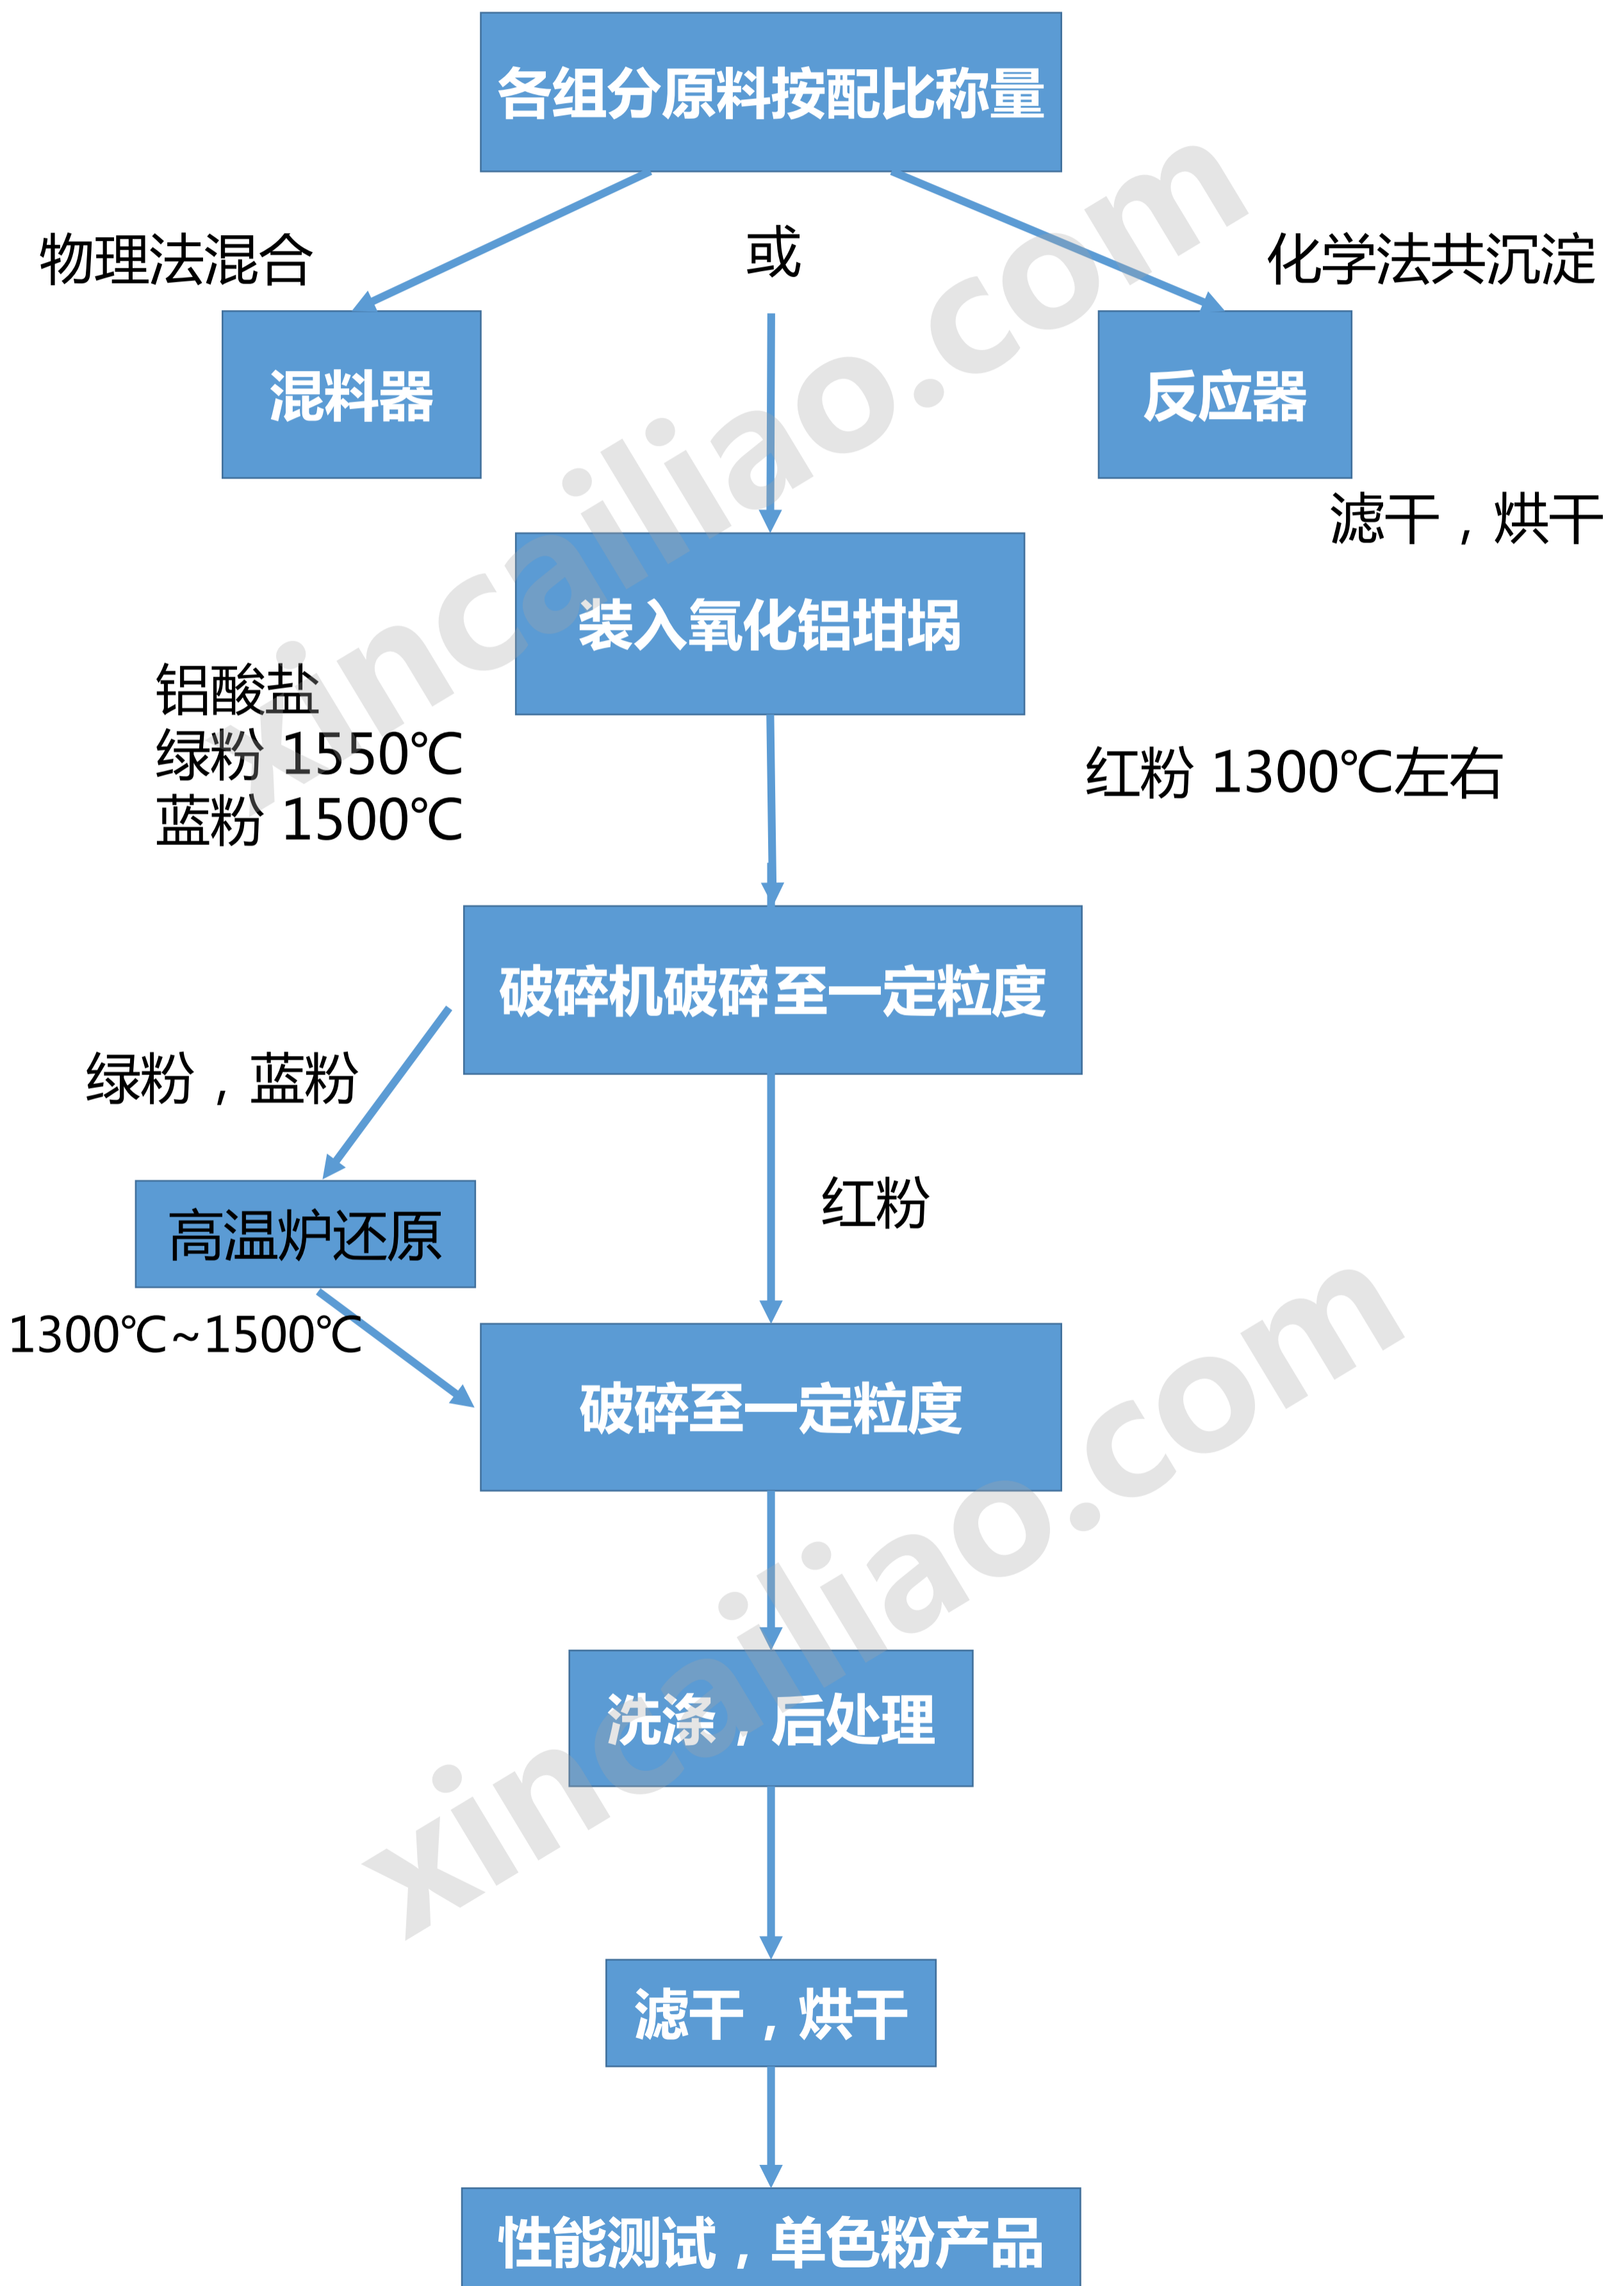 各组分原料按配比称量
物理法混合
或
化学法共沉淀
混料器
反应器
滤干，烘干
装入氧化铝坩埚
铝酸盐
绿粉 1550℃
蓝粉 1500℃
红粉 1300℃左右
破碎机破碎至一定粒度
绿粉，蓝粉
红粉
高温炉还原
1300℃~1500℃
破碎至一定粒度
洗涤，后处理
滤干，烘干
性能测试，单色粉产品
xincailiao.com
xincailiao.com